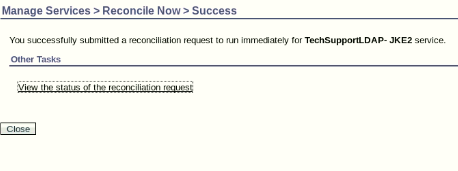 Manage Services > Reconcile Now > Success
You successfully submitted a reconciliation request to run immediately for TechSupportLDAP- JKE2 service.
Other Tasks
View the status of the reconciliation request
Close